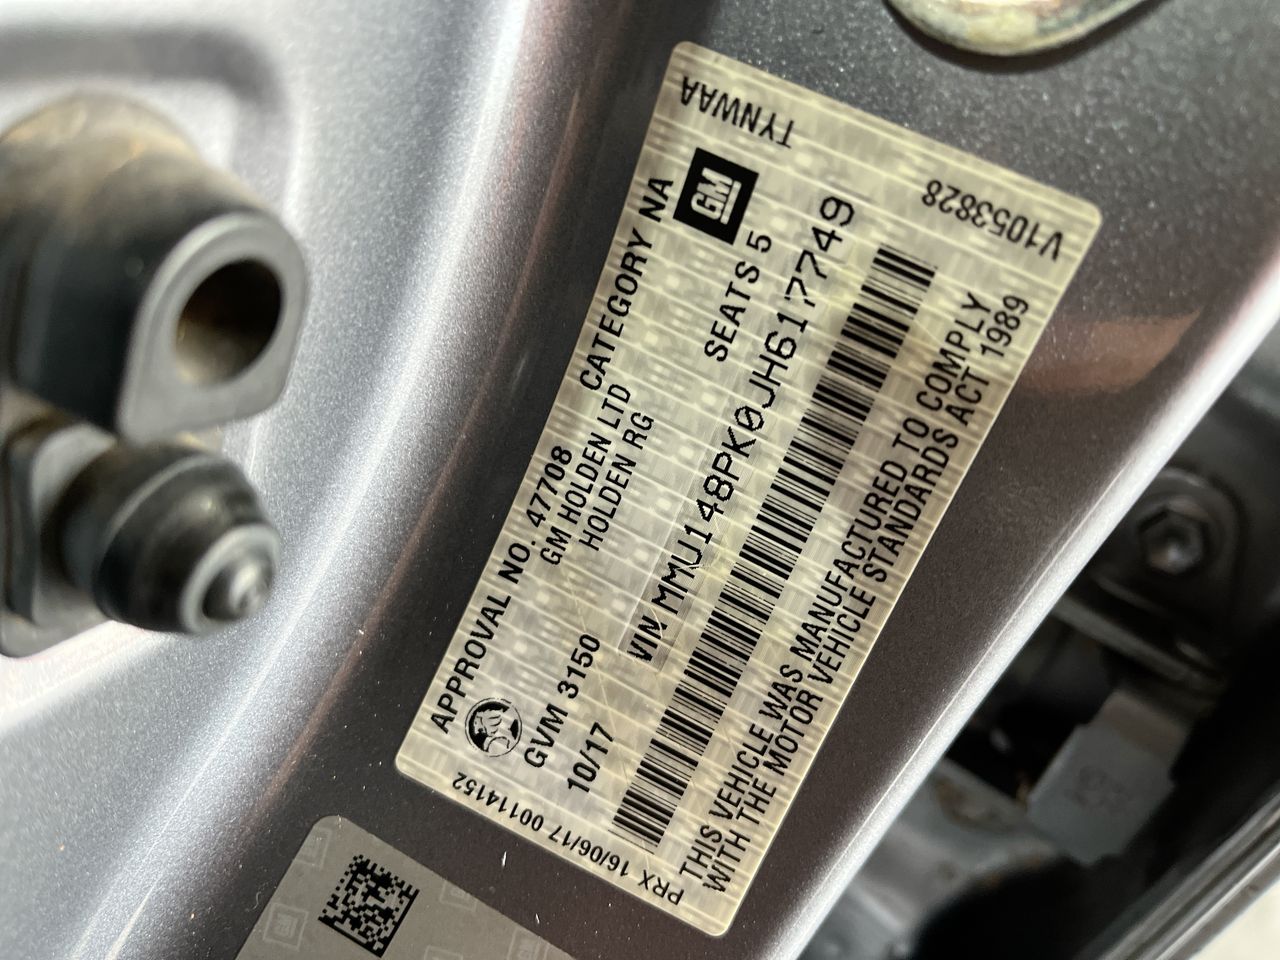 APPROVAL NO. 47708 CATEGORY NA
GM HOLDEN LTD
HOLDEN RG
GM
GVM 3150 SEATS 5
10/17
VIN MMU148PK0JH617749
THIS VEHICLE WAS MANUFACTURED TO COMPLY
WITH THE MOTOR VEHICLE STANDARDS ACT 1989
PRX 16/06/17 00114152
TYNWAA
V1053828